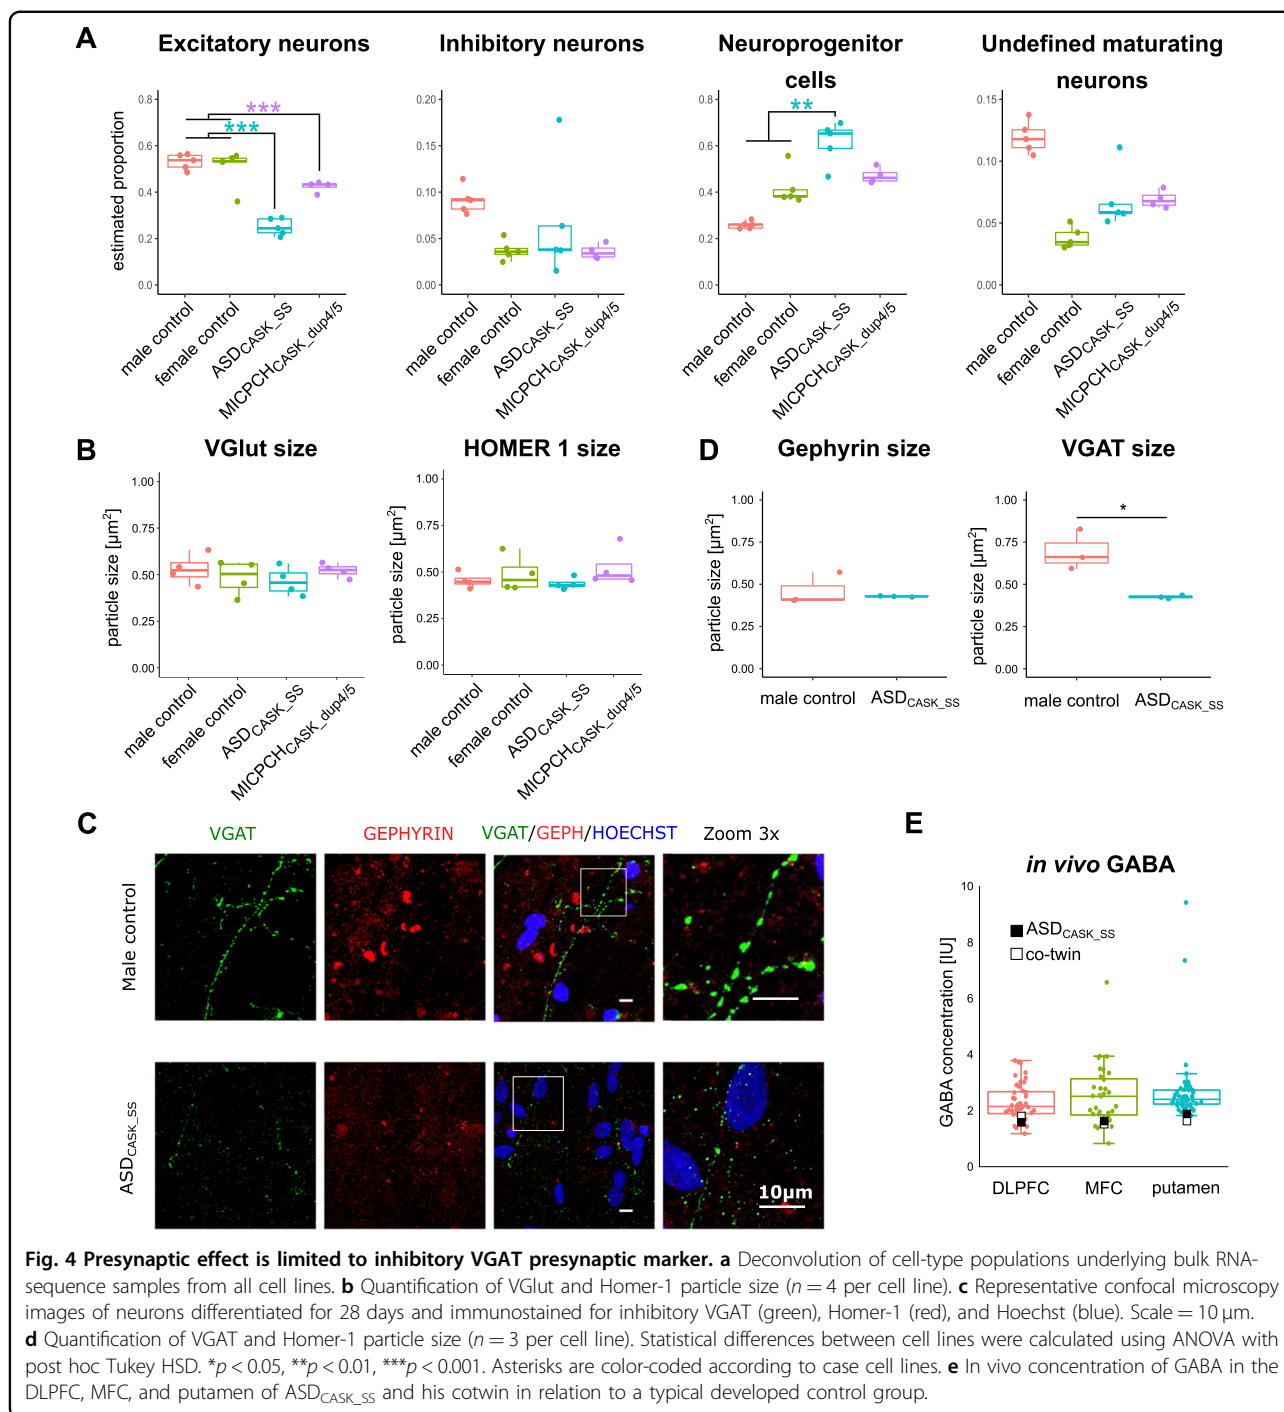 A
Excitatory neurons
Inhibitory neurons
Neuroprogenitor
cells
Undefined maturating
neurons
estimated proportion
0.8
0.6
0.4
0.2
0.0
***
***
male control
female control
ASDCASK_SS
MICPCHCASK_dup4/5
0.20
0.15
0.10
0.05
0.00
male control
female control
ASDCASK_SS
MICPCHCASK_dup4/5
0.8
0.6
0.4
0.2
0.0
**
male control
female control
ASDCASK_SS
MICPCHCASK_dup4/5
0.15
0.10
0.05
0.00
male control
female control
ASDCASK_SS
MICPCHCASK_dup4/5
B
VGlut size
HOMER 1 size
particle size [µm²]
1.00
0.75
0.50
0.25
0.00
male control
female control
ASDCASK_SS
MICPCHCASK_dup4/5
particle size [µm²]
1.00
0.75
0.50
0.25
0.00
male control
female control
ASDCASK_SS
MICPCHCASK_dup4/5
D
Gephyrin size
VGAT size
particle size [µm²]
1.00
0.75
0.50
0.25
0.00
male control
ASDCASK_SS
particle size [µm²]
1.00
0.75
0.50
0.25
0.00
*
male control
ASDCASK_SS
C
VGAT
GEPHYRIN
VGAT/GEPH/HOECHST
Zoom 3x
Male control
ASDCASK_SS
10µm
E
in vivo GABA
GABA concentration [IU]
10
8
6
4
2
0
ASDCASK_SS
co-twin
DLPFC
MFC
putamen
Fig. 4 Presynaptic effect is limited to inhibitory VGAT presynaptic marker. a Deconvolution of cell-type populations underlying bulk RNA-
sequence samples from all cell lines. b Quantification of VGlut and Homer-1 particle size (n = 4 per cell line). c Representative confocal microscopy
images of neurons differentiated for 28 days and immunostained for inhibitory VGAT (green), Homer-1 (red), and Hoechst (blue). Scale = 10 µm.
d Quantification of VGAT and Homer-1 particle size (n = 3 per cell line). Statistical differences between cell lines were calculated using ANOVA with
post hoc Tukey HSD. *p < 0.05, **p < 0.01, ***p < 0.001. Asterisks are color-coded according to case cell lines. e In vivo concentration of GABA in the
DLPFC, MFC, and putamen of ASDCASK_SS and his cotwin in relation to a typical developed control group.